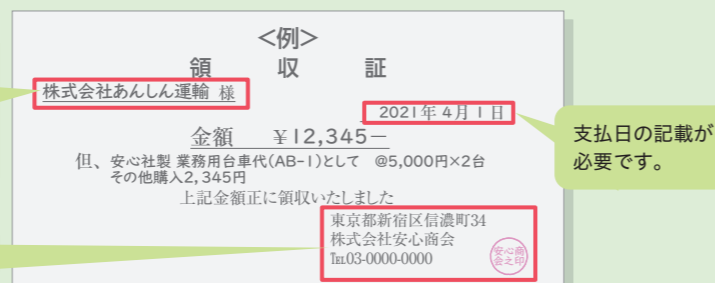 <例>
領 収 証
株式会社あんしん運輸 様
2021年 4月 1日
金額 ¥12,345−
但、安心社製 業務用台車代(AB-1)として @5,000円×2台
その他購入2,345円
上記金額正に領収いたしました
東京都新宿区信濃町34
株式会社安心商会
℡03-0000-0000
安心商
会之印
支払日の記載が
必要です。